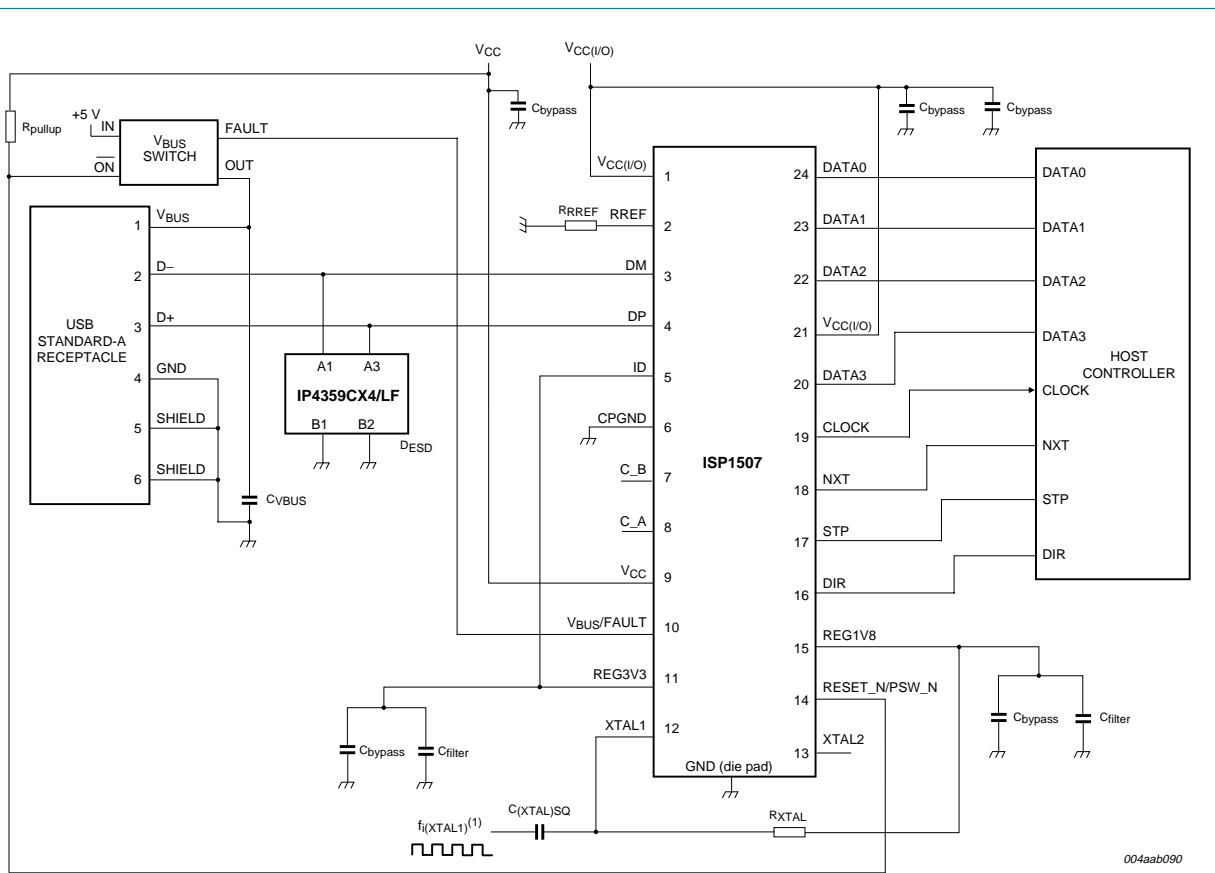 VCC
VCC(I/O)
Cbypass
Cbypass
Cbypass
Rpullup
+5 V
IN
ON
VBUS
SWITCH
FAULT
OUT
USB
STANDARD-A
RECEPTACLE
1
VBUS
2
D−
3
D+
4
GND
5
SHIELD
6
SHIELD
CVBUS
A1 A3
IP4359CX4/LF
B1 B2
DESD
ISP1507
VCC(I/O)
1
RRREF
RREF
2
DM
3
DP
4
ID
5
CPGND
6
C_B
7
C_A
8
VCC
9
VBUS/FAULT
10
REG3V3
11
XTAL1
12
GND (die pad)
24
DATA0
23
DATA1
22
DATA2
21
VCC(I/O)
20
DATA3
19
CLOCK
18
NXT
17
STP
16
DIR
15
REG1V8
14
RESET_N/PSW_N
13
XTAL2
DATA0
DATA1
DATA2
DATA3
HOST
CONTROLLER
CLOCK
NXT
STP
DIR
Cbypass
Cfilter
Cbypass
Cfilter
C(XTAL)SQ
fi(XTAL1)(1)
RXTAL
004aab090